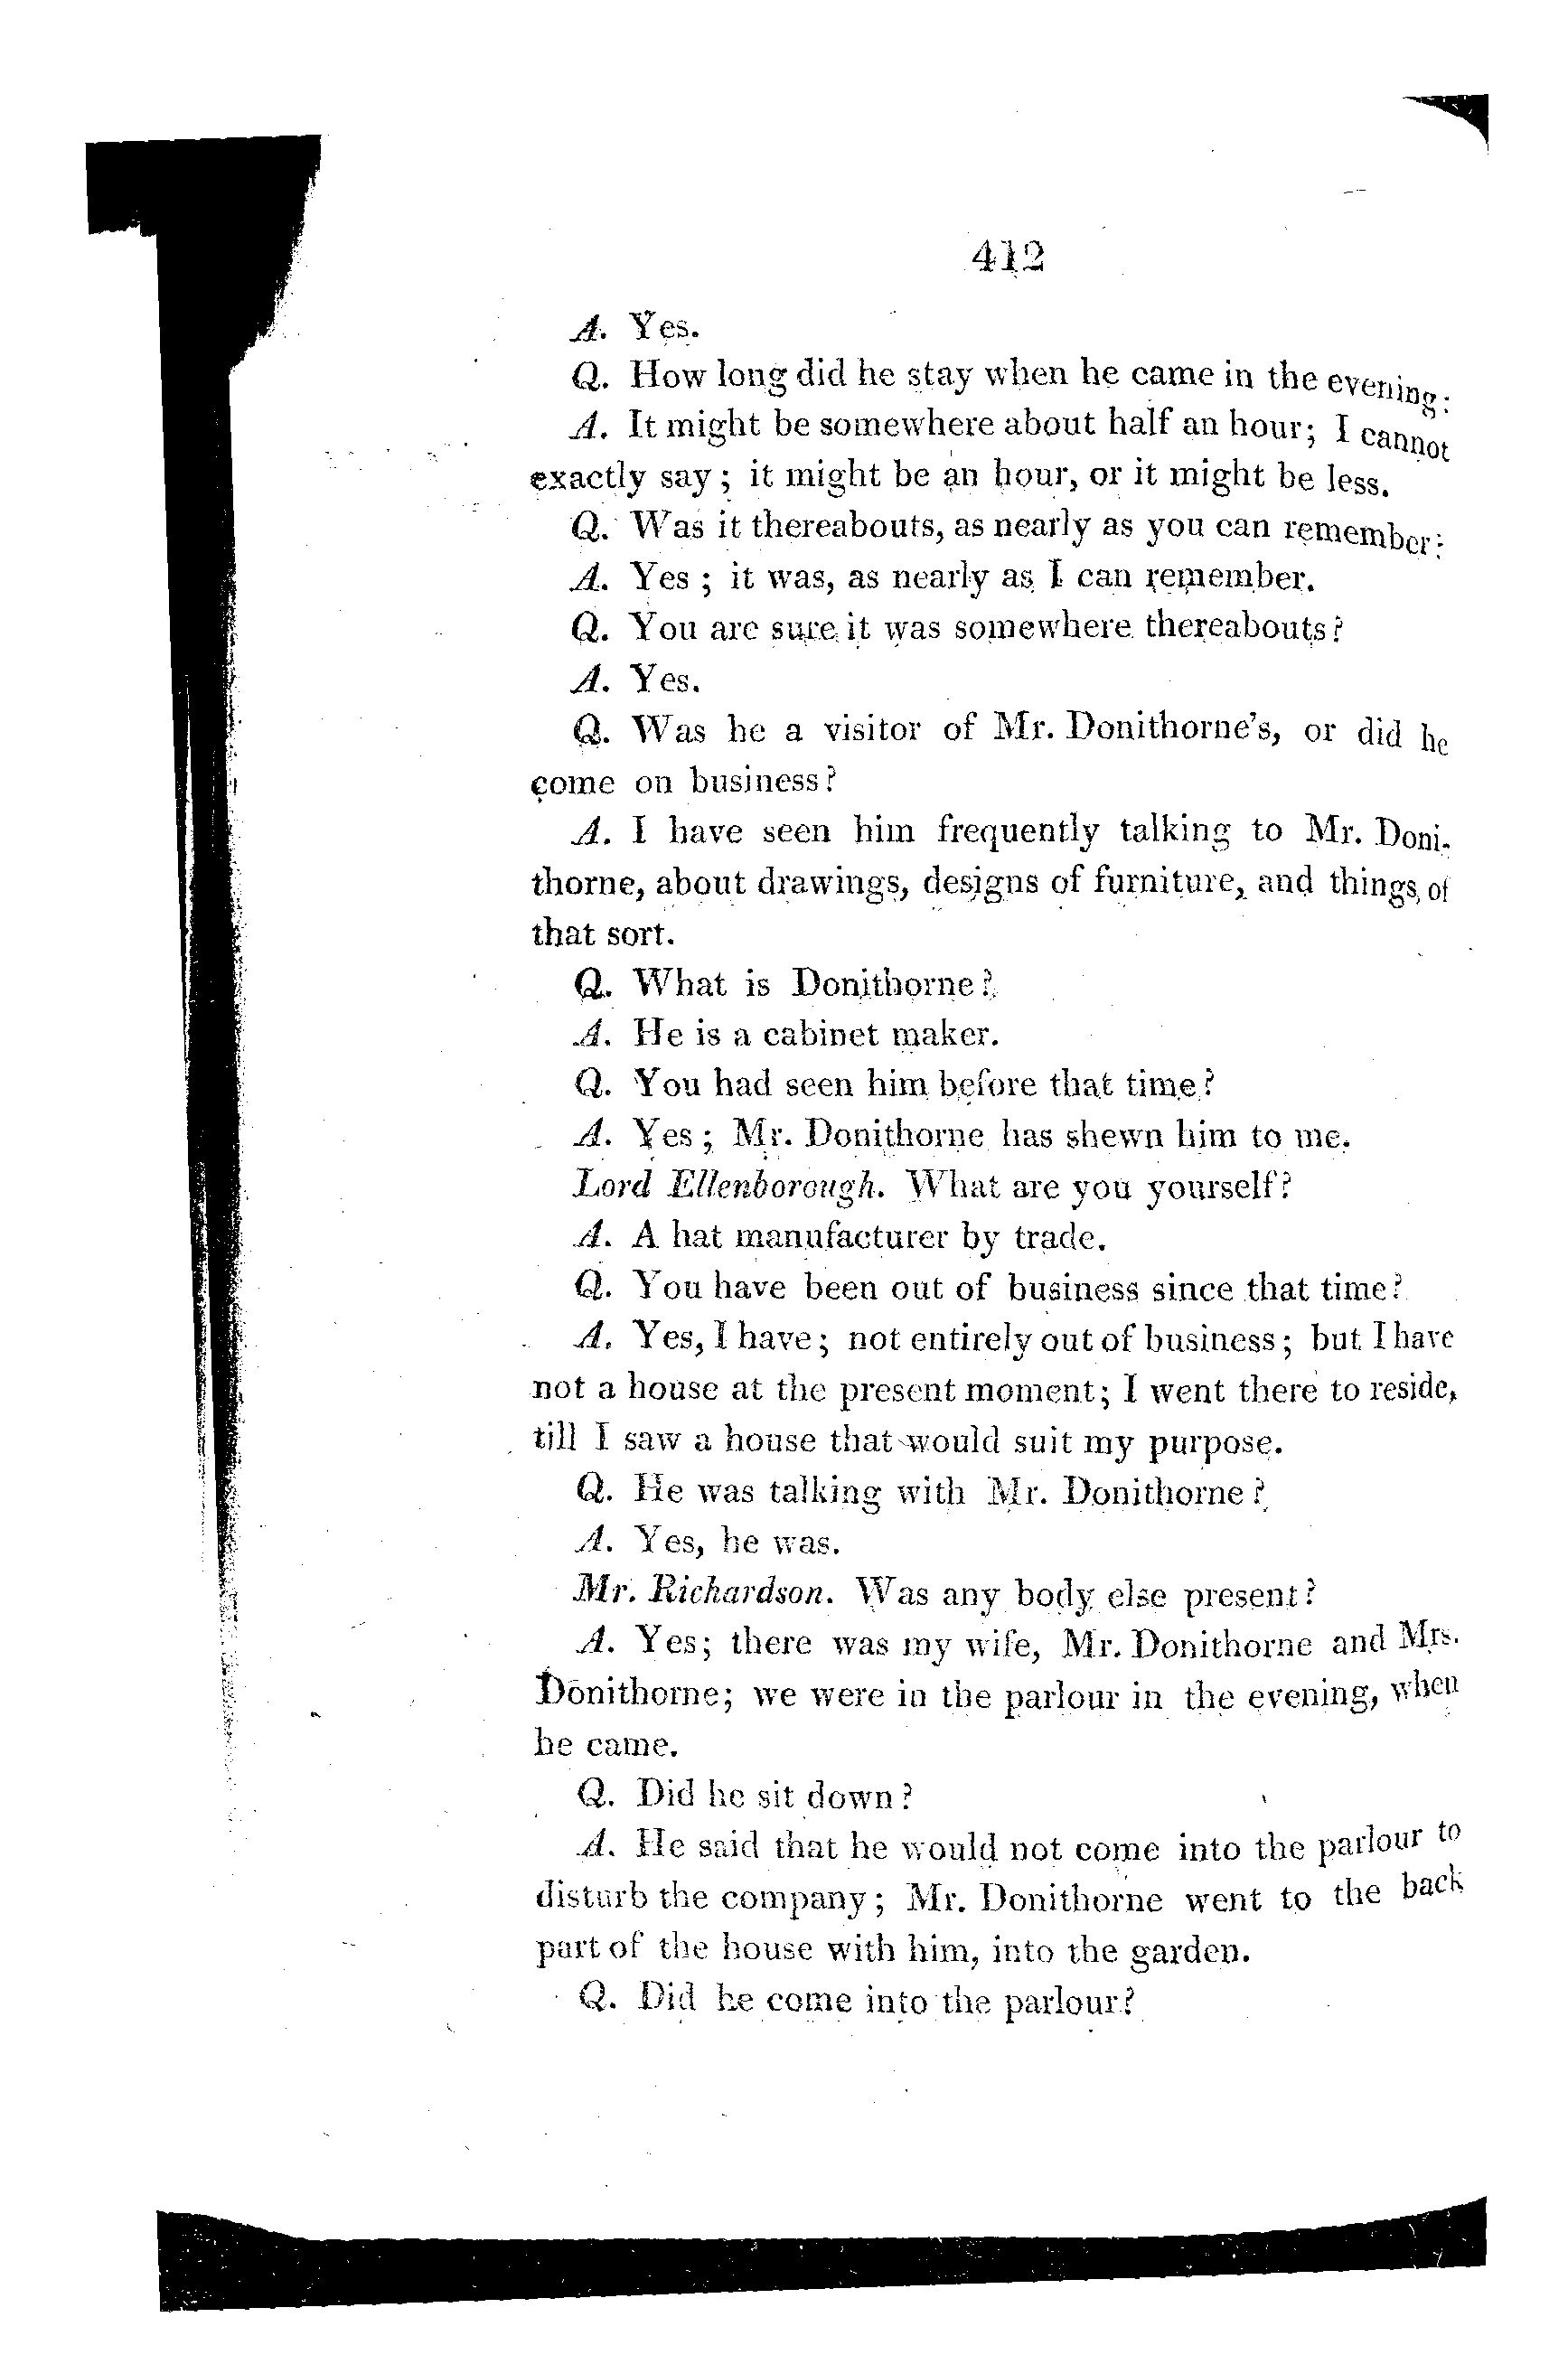 412
A. Yes.
Q. How long did he stay when he came in the evening?
A. It might be somewhere about half an hour; I cannot
exactly say; it might be an hour, or it might be less.
Q. Was it thereabouts, as nearly as you can remember?
A. Yes; it was, as nearly as I can remember.
Q. You are sure it was somewhere thereabouts?
A. Yes.
Q. Was he a visitor of Mr. Donithorne's, or did he
come on business?
A. I have seen him frequently talking to Mr. Doni-
thorne, about drawings, designs of furniture, and things of
that sort.
Q. What is Donithorne?
A. He is a cabinet maker.
Q. You had seen him before that time?
A. Yes; Mr. Donithorne has shewn him to me.
Lord Ellenborough. What are you yourself?
A. A hat manufacturer by trade.
Q. You have been out of business since that time?
A. Yes, I have; not entirely out of business; but I have
not a house at the present moment; I went there to reside,
till I saw a house that would suit my purpose.
Q. He was talking with Mr. Donithorne?
A. Yes, he was.
Mr. Richardson. Was any body else present?
A. Yes; there was my wife, Mr. Donithorne and Mrs.
Donithorne; we were in the parlour in the evening, when
he came.
Q. Did he sit down?
A. He said that he would not come into the parlour to
disturb the company; Mr. Donithorne went to the back
part of the house with him, into the garden.
Q. Did he come into the parlour?